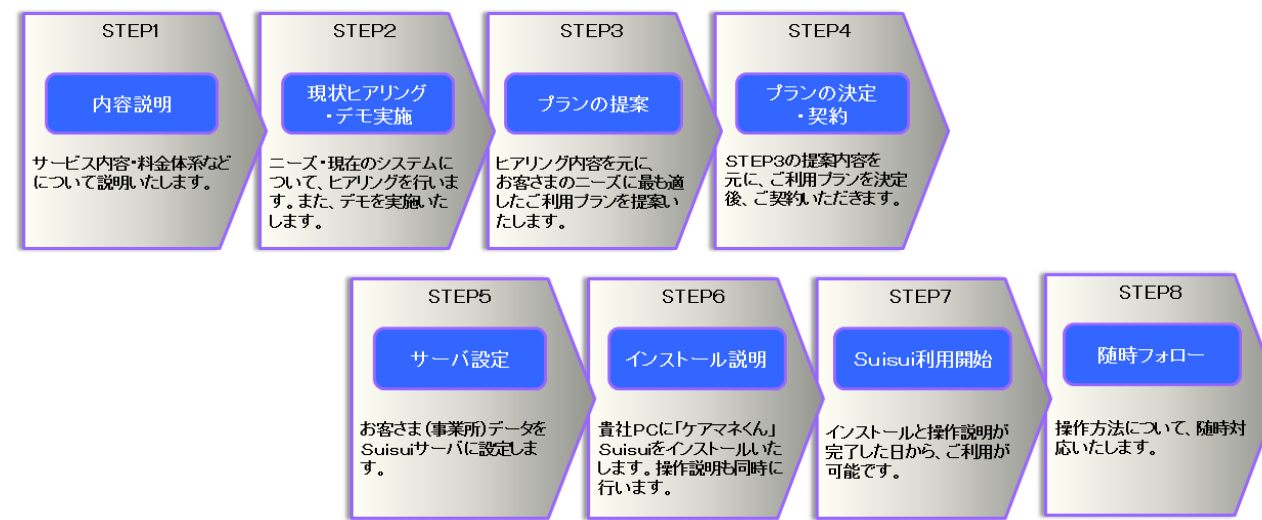 STEP1
内容説明
サービス内容・料金体系など
について説明いたします。
STEP2
現状ヒアリング
・デモ実施
ニーズ・現在のシステムに
ついて、ヒアリングを行いま
す。また、デモを実施いた
します。
STEP3
プランの提案
ヒアリング内容を元に、
お客さまのニーズに最も適
したご利用プランを提案い
たします。
STEP4
プランの決定
・契約
STEP3の提案内容を
元に、ご利用プランを決定
後、ご契約いただきます。
STEP5
サーバ設定
お客さま(事業所)データを
Suisuiサーバに設定しま
す。
STEP6
インストール説明
貴社PCに「ケアマネくん」
Suisuiをインストールいた
します。操作説明も同時に
行います。
STEP7
Suisui利用開始
インストールと操作説明が
完了した日から、ご利用が
可能です。
STEP8
随時フォロー
操作方法について、随時対
応いたします。